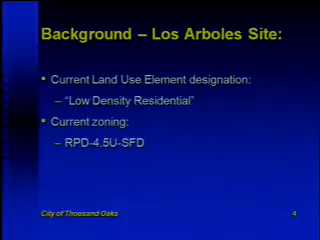 Background – Los Arboles Site:
• Current Land Use Element designation:
– "Low Density Residential"
• Current zoning:
– RPD-4.5U-SFD
City of Thousand Oaks
4